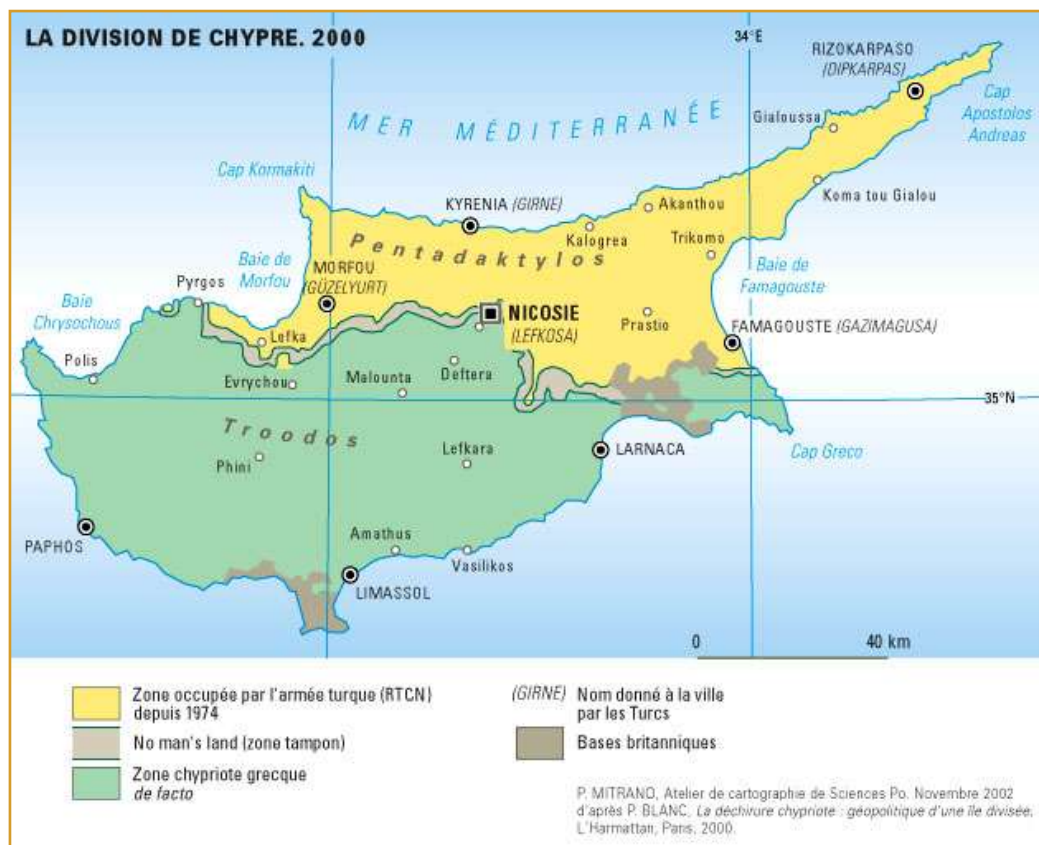 LA DIVISION DE CHYPRE. 2000
34°E
RIZOKARPASO
(DIPKARPAS)
MER MÉDITERRANÉE
Gialoussa
Cap
Apostolos
Andreas
Cap Kormakiti
Koma tou Gialou
KYRENIA (GIRNE)
Akanthou
Kalogrea
Trikomo
Pentadaktylos
Baie de
Morfou
MORFOU
(GÜZELYURT)
Baie de
Famagouste
Pyrgos
Baie
Chrysochous
NICOSIE
(LEFKOSA)
Prastio
FAMAGOUSTE (GAZIMAGUSA)
Lefka
Polis
Evrychou
Malounta
Deftera
35°N
Troodos
Phini
Lefkara
LARNACA
Cap Greco
PAPHOS
Amathus
Vasilikos
LIMASSOL
0 40 km
Zone occupée par l'armée turque (RTCN)
depuis 1974
No man's land (zone tampon)
Zone chypriote grecque
de facto
(GIRNE) Nom donné à la ville
par les Turcs
Bases britanniques
P. MITRANO, Atelier de cartographie de Sciences Po. Novembre 2002
d'après P. BLANC, La déchirure chypriote : géopolitique d'une île divisée,
L'Harmattan, Paris, 2000.